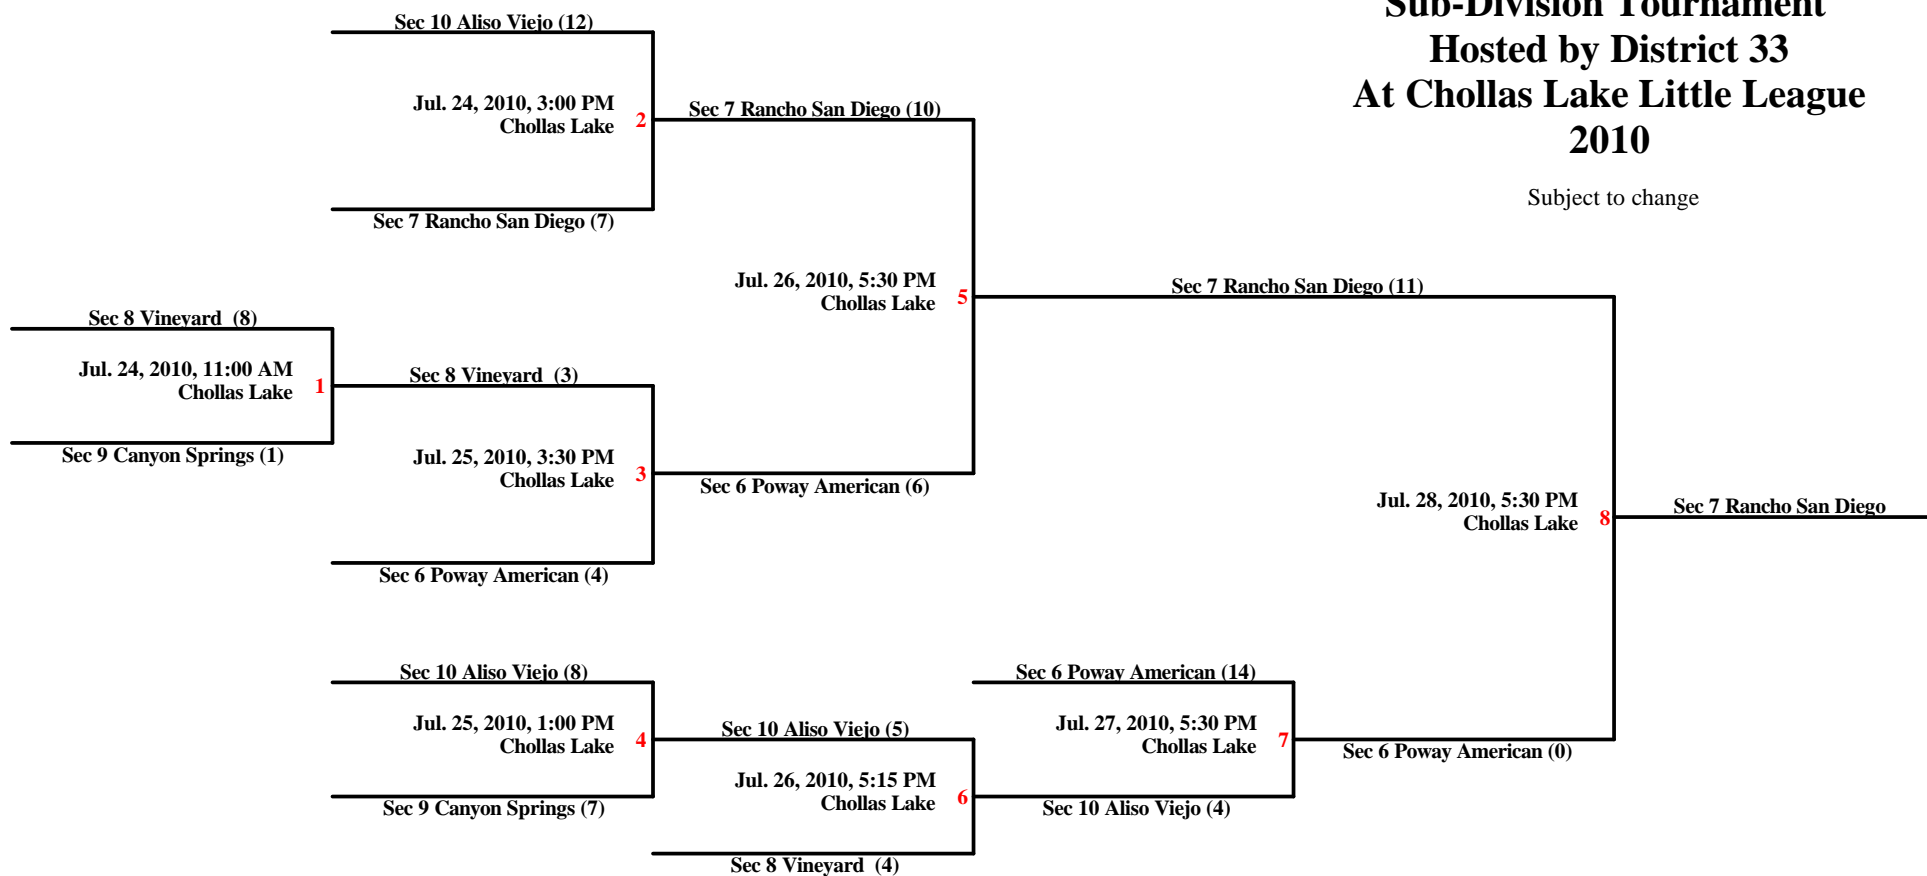 Sub-Division Tournament
Hosted by District 33
At Chollas Lake Little League
2010
Subject to change
Sec 10 Aliso Viejo (12)
Jul. 24, 2010, 3:00 PM
Chollas Lake
2
Sec 7 Rancho San Diego (7)
Sec 7 Rancho San Diego (10)
Jul. 26, 2010, 5:30 PM
Chollas Lake
5
Sec 7 Rancho San Diego (11)
Sec 8 Vineyard  (8)
Jul. 24, 2010, 11:00 AM
Chollas Lake
1
Sec 9 Canyon Springs (1)
Sec 8 Vineyard  (3)
Jul. 25, 2010, 3:30 PM
Chollas Lake
3
Sec 6 Poway American (4)
Sec 6 Poway American (6)
Jul. 28, 2010, 5:30 PM
Chollas Lake
8
Sec 7 Rancho San Diego
Sec 10 Aliso Viejo (8)
Jul. 25, 2010, 1:00 PM
Chollas Lake
4
Sec 9 Canyon Springs (7)
Sec 10 Aliso Viejo (5)
Jul. 26, 2010, 5:15 PM
Chollas Lake
6
Sec 8 Vineyard  (4)
Sec 6 Poway American (14)
Jul. 27, 2010, 5:30 PM
Chollas Lake
7
Sec 10 Aliso Viejo (4)
Sec 6 Poway American (0)